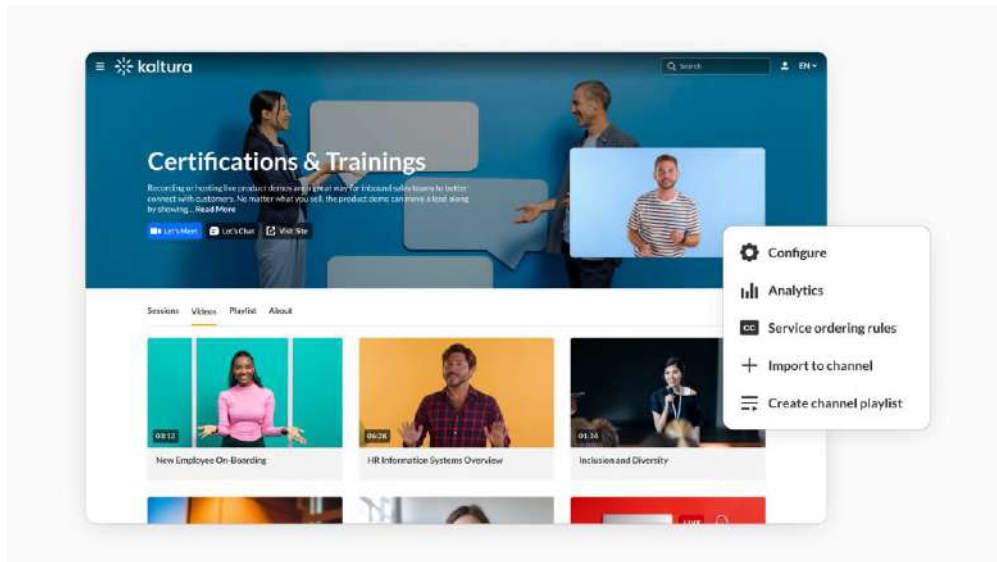 kaltura
Search
EN
Certifications & Trainings
Recording or hosting live product demos are a great way for inbound sales teams to better
connect with customers. No matter what you sell, the product demo can move a lead along
by showing... Read More
Let's Meet
Let's Chat
Visit Site
Configure
Analytics
CC Service ordering rules
Import to channel
Create channel playlist
Sessions Videos Playlist About
03:12
06:28
01:36
New Employee On-Boarding
HR Information Systems Overview
Inclusion and Diversity
LIVE